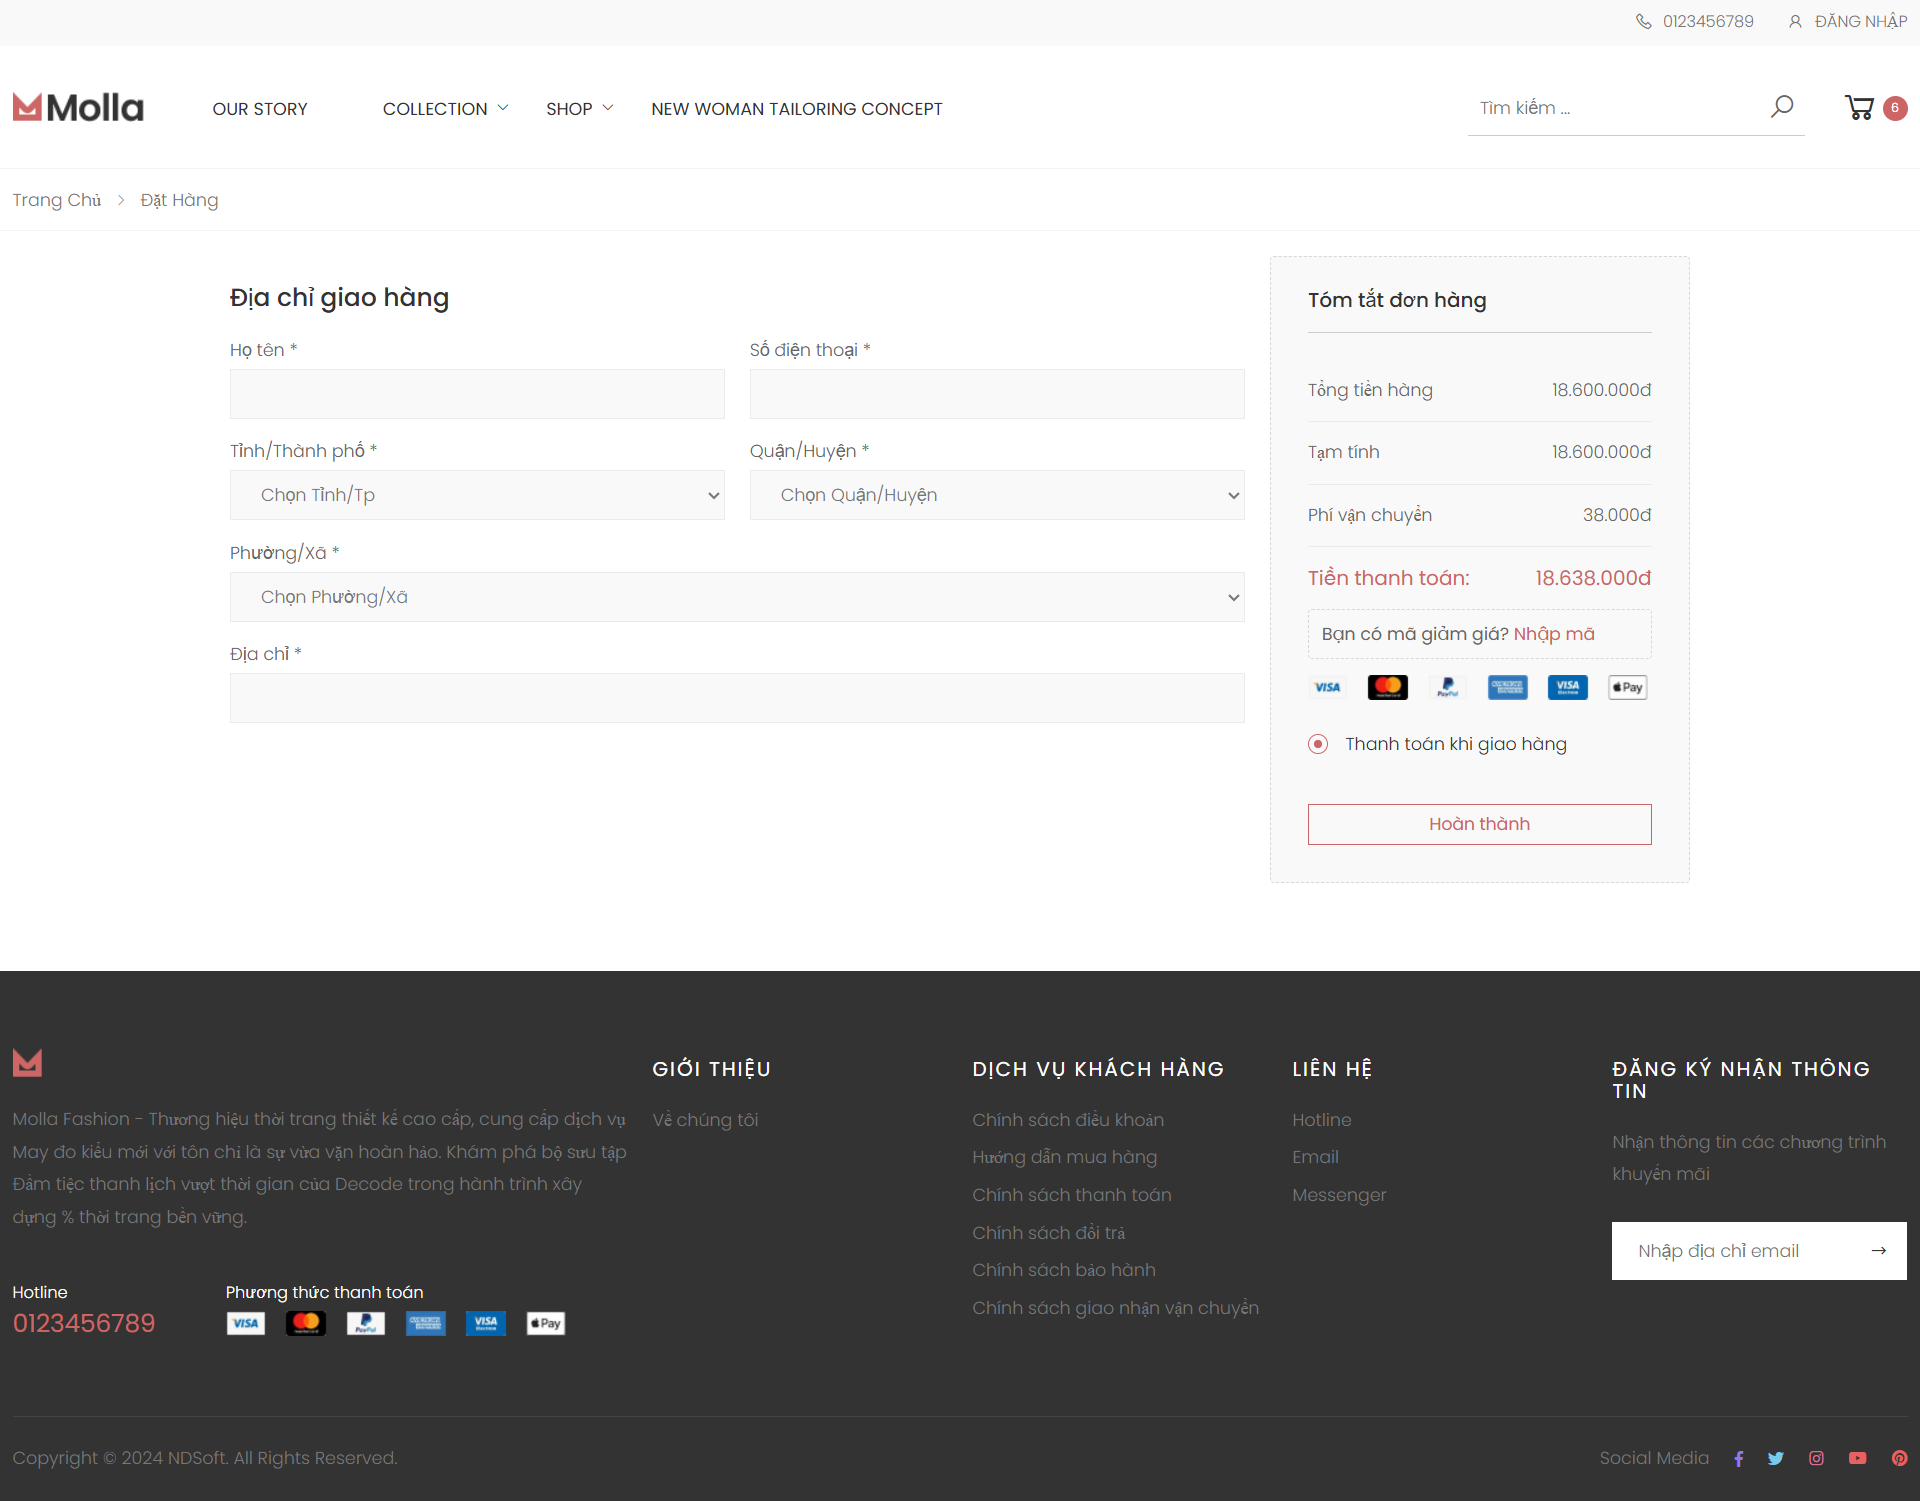 0123456789
ĐĂNG NHẬP
Molla
OUR STORY
COLLECTION
SHOP
NEW WOMAN TAILORING CONCEPT
Tìm kiếm ...
6
Trang Chủ
Đặt Hàng
Địa chỉ giao hàng
Họ tên *
Số điện thoại *
Tỉnh/Thành phố *
Quận/Huyện *
Chọn Tỉnh/Tp
Chọn Quận/Huyện
Phường/Xã *
Chọn Phường/Xã
Địa chỉ *
Tóm tắt đơn hàng
Tổng tiền hàng 18.600.000đ
Tạm tính 18.600.000đ
Phí vận chuyển 38.000đ
Tiền thanh toán: 18.638.000đ
Bạn có mã giảm giá? Nhập mã
VISA
PayPal
VISA
Pay
Thanh toán khi giao hàng
Hoàn thành
Molla Fashion - Thương hiệu thời trang thiết kế cao cấp, cung cấp dịch vụ
May đo kiểu mới với tôn chỉ là sự vừa vặn hoàn hảo. Khám phá bộ sưu tập
Đầm tiệc thanh lịch vượt thời gian của Decode trong hành trình xây
dựng % thời trang bền vững.
Hotline
0123456789
Phương thức thanh toán
VISA
PayPal
VISA
Pay
GIỚI THIỆU
Về chúng tôi
DỊCH VỤ KHÁCH HÀNG
Chính sách điều khoản
Hướng dẫn mua hàng
Chính sách thanh toán
Chính sách đổi trả
Chính sách bảo hành
Chính sách giao nhận vận chuyển
LIÊN HỆ
Hotline
Email
Messenger
ĐĂNG KÝ NHẬN THÔNG
TIN
Nhận thông tin các chương trình
khuyến mãi
Nhập địa chỉ email
Copyright © 2024 NDSoft. All Rights Reserved.
Social Media